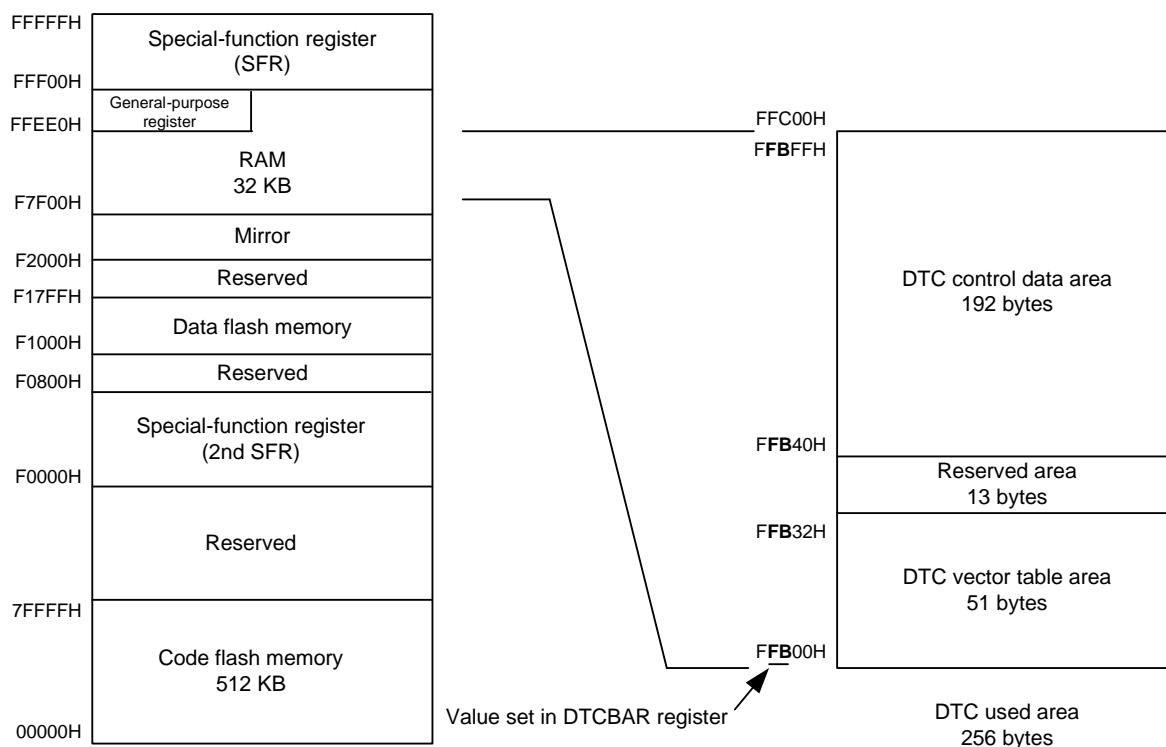 FFFFFH
Special-function register
(SFR)
FFF00H
General-purpose
register
FFEE0H
RAM
32 KB
F7F00H
Mirror
F2000H
Reserved
F17FFH
Data flash memory
F1000H
Reserved
F0800H
Special-function register
(2nd SFR)
F0000H
Reserved
7FFFFH
Code flash memory
512 KB
00000H
FFC00H
FFBFFH
DTC control data area
192 bytes
FFB40H
Reserved area
13 bytes
FFB32H
DTC vector table area
51 bytes
FFB00H
Value set in DTCBAR register
DTC used area
256 bytes